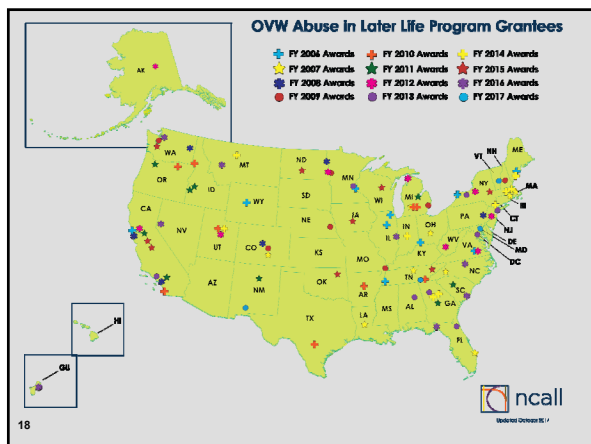 OVW Abuse in Later Life Program Grantees
FY 2006 Awards
FY 2010 Awards
FY 2014 Awards
FY 2007 Awards
FY 2011 Awards
FY 2015 Awards
FY 2008 Awards
FY 2012 Awards
FY 2016 Awards
FY 2009 Awards
FY 2013 Awards
FY 2017 Awards
AK
WA
MT
ND
MN
VT
NH
ME
OR
ID
SD
WI
MI
NY
MA
RI
WY
CT
CA
NE
IA
PA
NJ
NV
IL
IN
OH
DE
UT
CO
WV
MD
KS
MO
KY
VA
DC
AZ
NM
OK
AR
TN
NC
SC
TX
LA
MS
AL
GA
FL
HI
GU
ncall
18